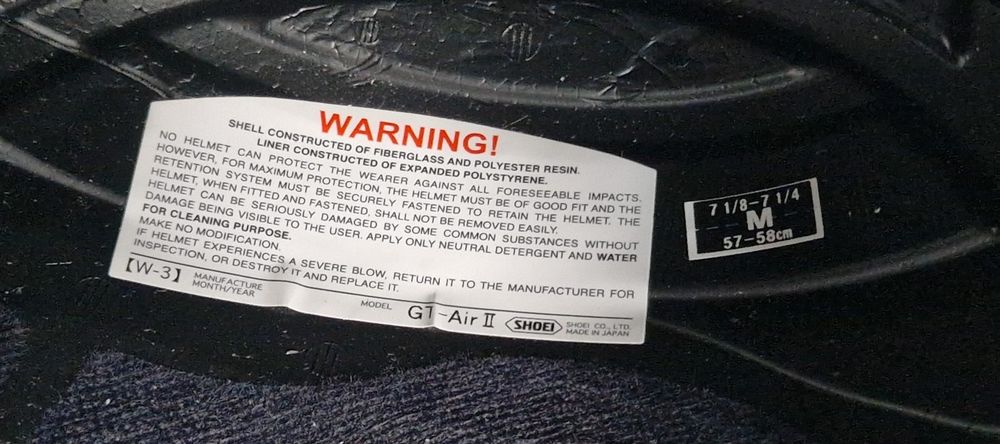 WARNING!
SHELL CONSTRUCTED OF FIBERGLASS AND POLYESTER RESIN.
LINER CONSTRUCTED OF EXPANDED POLYSTYRENE.
NO HELMET CAN PROTECT THE WEARER AGAINST ALL FORESEEABLE IMPACTS.
HOWEVER, FOR MAXIMUM PROTECTION, THE HELMET MUST BE OF GOOD FIT AND THE
RETENTION SYSTEM MUST BE SECURELY FASTENED TO RETAIN THE HELMET. THE
HELMET, WHEN FITTED AND FASTENED, SHALL NOT BE REMOVED EASILY.
HELMET CAN BE SERIOUSLY DAMAGED BY SOME COMMON SUBSTANCES WITHOUT
DAMAGE BEING VISIBLE TO THE USER. APPLY ONLY NEUTRAL DETERGENT AND WATER
FOR CLEANING PURPOSE.
MAKE NO MODIFICATION.
IF HELMET EXPERIENCES A SEVERE BLOW, RETURN IT TO THE MANUFACTURER FOR
INSPECTION, OR DESTROY IT AND REPLACE IT.
【W-3】 MANUFACTURE
MONTH/YEAR
MODEL GT-Air II
SHOEI
SHOEI CO., LTD.
MADE IN JAPAN
7 1/8-7 1/4
M
57-58cm